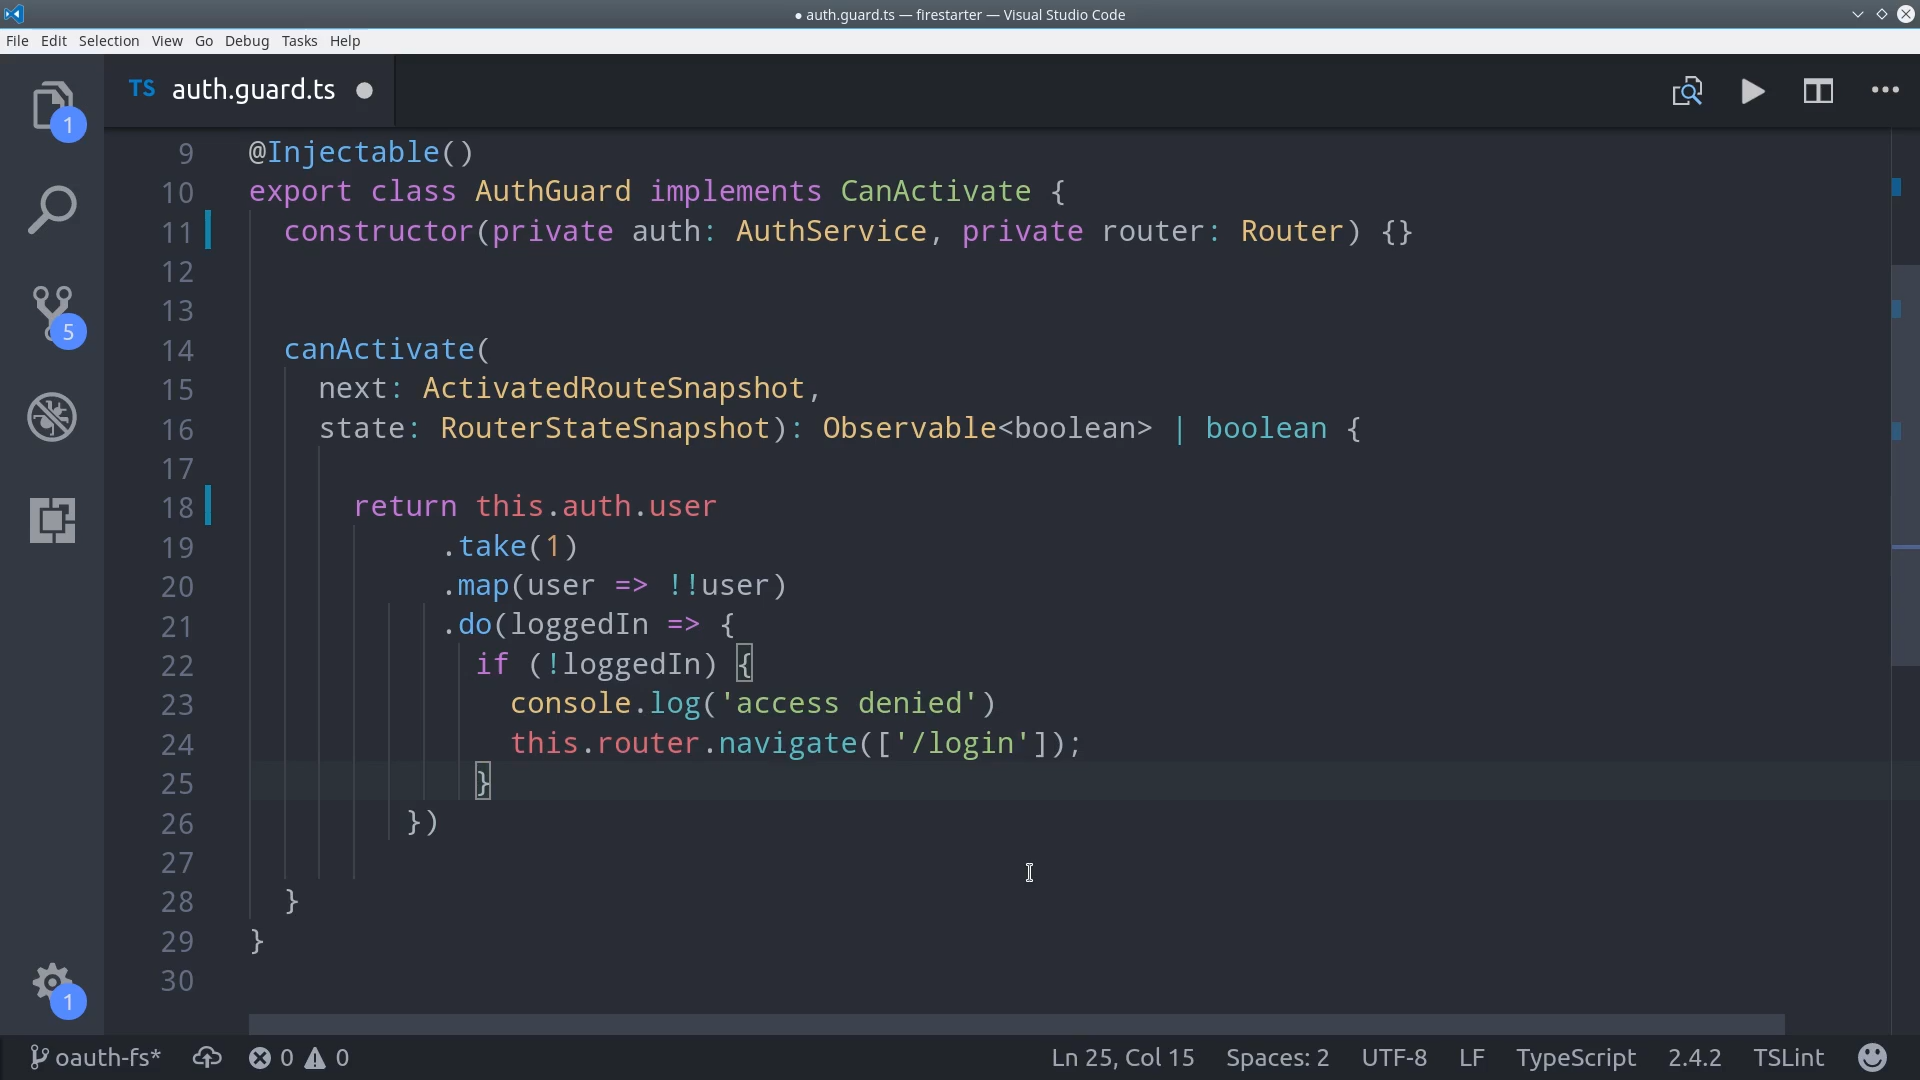 ● auth.guard.ts — firestarter — Visual Studio Code
File Edit Selection View Go Debug Tasks Help
TS auth.guard.ts ●
1
5
1
9 @Injectable()
10 export class AuthGuard implements CanActivate {
11   constructor(private auth: AuthService, private router: Router) {}
12
13
14   canActivate(
15     next: ActivatedRouteSnapshot,
16     state: RouterStateSnapshot): Observable<boolean> | boolean {
17
18       return this.auth.user
19            .take(1)
20            .map(user => !!user)
21            .do(loggedIn => {
22              if (!loggedIn) {
23                console.log('access denied')
24                this.router.navigate(['/login']);
25              }
26          })
27
28   }
29 }
30
oauth-fs* 0 0 Ln 25, Col 15 Spaces: 2 UTF-8 LF TypeScript 2.4.2 TSLint